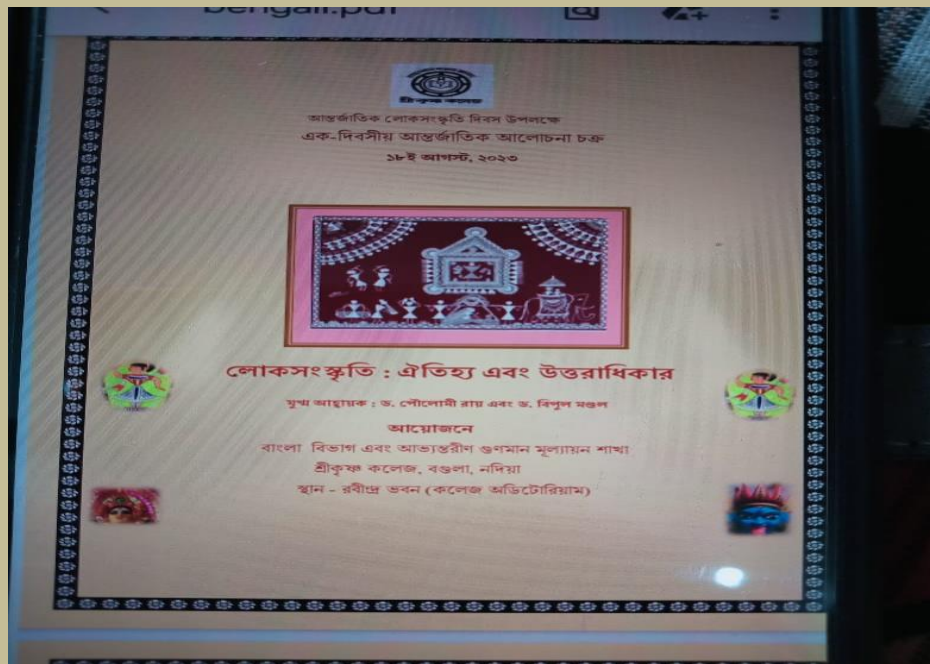 bengali.pdf
শ্রীকৃষ্ণ কলেজ
আন্তর্জাতিক লোকসংস্কৃতি দিবস উপলক্ষে
এক-দিবসীয় আন্তর্জাতিক আলোচনা চক্র
১৮ই আগস্ট, ২০২৩
লোকসংস্কৃতি : ঐতিহ্য এবং উত্তরাধিকার
যুগ্ম আহ্বায়ক : ড. পৌলোমী রায় এবং ড. বিপুল মণ্ডল
আয়োজনে
বাংলা বিভাগ এবং আভ্যন্তরীণ গুণমান মূল্যায়ন শাখা
শ্রীকৃষ্ণ কলেজ, বগুলা, নদিয়া
স্থান - রবীন্দ্র ভবন (কলেজ অডিটোরিয়াম)